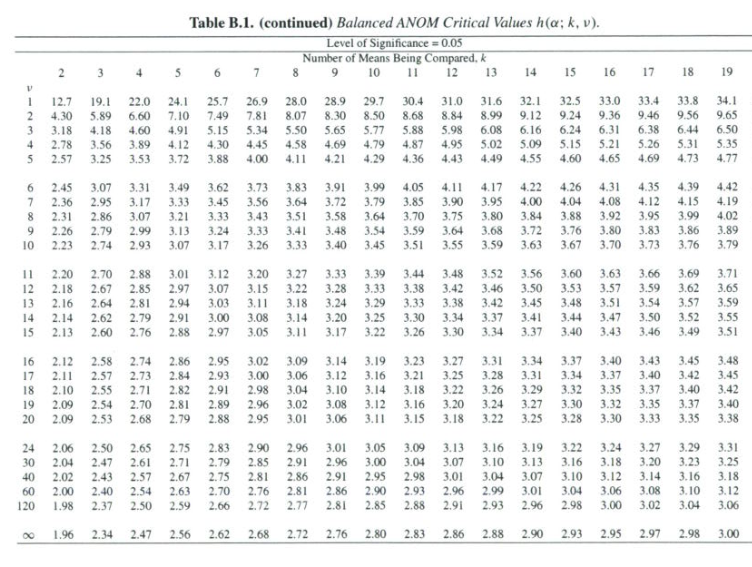 Table B.1. (continued) Balanced ANOM Critical Values h(α; k, ν).
Level of Significance = 0.05
Number of Means Being Compared, k
2 3 4 5 6 7 8 9 10 11 12 13 14 15 16 17 18 19
ν
1 12.7 19.1 22.0 24.1 25.7 26.9 28.0 28.9 29.7 30.4 31.0 31.6 32.1 32.5 33.0 33.4 33.8 34.1
2 4.30 5.89 6.60 7.10 7.49 7.81 8.07 8.30 8.50 8.68 8.84 8.99 9.12 9.24 9.36 9.46 9.56 9.65
3 3.18 4.18 4.60 4.91 5.15 5.34 5.50 5.65 5.77 5.88 5.98 6.08 6.16 6.24 6.31 6.38 6.44 6.50
4 2.78 3.56 3.89 4.12 4.30 4.45 4.58 4.69 4.79 4.87 4.95 5.02 5.09 5.15 5.21 5.26 5.31 5.35
5 2.57 3.25 3.53 3.72 3.88 4.00 4.11 4.21 4.29 4.36 4.43 4.49 4.55 4.60 4.65 4.69 4.73 4.77
6 2.45 3.07 3.31 3.49 3.62 3.73 3.83 3.91 3.99 4.05 4.11 4.17 4.22 4.26 4.31 4.35 4.39 4.42
7 2.36 2.95 3.17 3.33 3.45 3.56 3.64 3.72 3.79 3.85 3.90 3.95 4.00 4.04 4.08 4.12 4.15 4.19
8 2.31 2.86 3.07 3.21 3.33 3.43 3.51 3.58 3.64 3.70 3.75 3.80 3.84 3.88 3.92 3.95 3.99 4.02
9 2.26 2.79 2.99 3.13 3.24 3.33 3.41 3.48 3.54 3.59 3.64 3.68 3.72 3.76 3.80 3.83 3.86 3.89
10 2.23 2.74 2.93 3.07 3.17 3.26 3.33 3.40 3.45 3.51 3.55 3.59 3.63 3.67 3.70 3.73 3.76 3.79
11 2.20 2.70 2.88 3.01 3.12 3.20 3.27 3.33 3.39 3.44 3.48 3.52 3.56 3.60 3.63 3.66 3.69 3.71
12 2.18 2.67 2.85 2.97 3.07 3.15 3.22 3.28 3.33 3.38 3.42 3.46 3.50 3.53 3.57 3.59 3.62 3.65
13 2.16 2.64 2.81 2.94 3.03 3.11 3.18 3.24 3.29 3.33 3.38 3.42 3.45 3.48 3.51 3.54 3.57 3.59
14 2.14 2.62 2.79 2.91 3.00 3.08 3.14 3.20 3.25 3.30 3.34 3.37 3.41 3.44 3.47 3.50 3.52 3.55
15 2.13 2.60 2.76 2.88 2.97 3.05 3.11 3.17 3.22 3.26 3.30 3.34 3.37 3.40 3.43 3.46 3.49 3.51
16 2.12 2.58 2.74 2.86 2.95 3.02 3.09 3.14 3.19 3.23 3.27 3.31 3.34 3.37 3.40 3.43 3.45 3.48
17 2.11 2.57 2.73 2.84 2.93 3.00 3.06 3.12 3.16 3.21 3.25 3.28 3.31 3.34 3.37 3.40 3.42 3.45
18 2.10 2.55 2.71 2.82 2.91 2.98 3.04 3.10 3.14 3.18 3.22 3.26 3.29 3.32 3.35 3.37 3.40 3.42
19 2.09 2.54 2.70 2.81 2.89 2.96 3.02 3.08 3.12 3.16 3.20 3.24 3.27 3.30 3.32 3.35 3.37 3.40
20 2.09 2.53 2.68 2.79 2.88 2.95 3.01 3.06 3.11 3.15 3.18 3.22 3.25 3.28 3.30 3.33 3.35 3.38
24 2.06 2.50 2.65 2.75 2.83 2.90 2.96 3.01 3.05 3.09 3.13 3.16 3.19 3.22 3.24 3.27 3.29 3.31
30 2.04 2.47 2.61 2.71 2.79 2.85 2.91 2.96 3.00 3.04 3.07 3.10 3.13 3.16 3.18 3.20 3.23 3.25
40 2.02 2.43 2.57 2.67 2.75 2.81 2.86 2.91 2.95 2.98 3.01 3.04 3.07 3.10 3.12 3.14 3.16 3.18
60 2.00 2.40 2.54 2.63 2.70 2.76 2.81 2.86 2.90 2.93 2.96 2.99 3.01 3.04 3.06 3.08 3.10 3.12
120 1.98 2.37 2.50 2.59 2.66 2.72 2.77 2.81 2.85 2.88 2.91 2.93 2.96 2.98 3.00 3.02 3.04 3.06
∞ 1.96 2.34 2.47 2.56 2.62 2.68 2.72 2.76 2.80 2.83 2.86 2.88 2.90 2.93 2.95 2.97 2.98 3.00